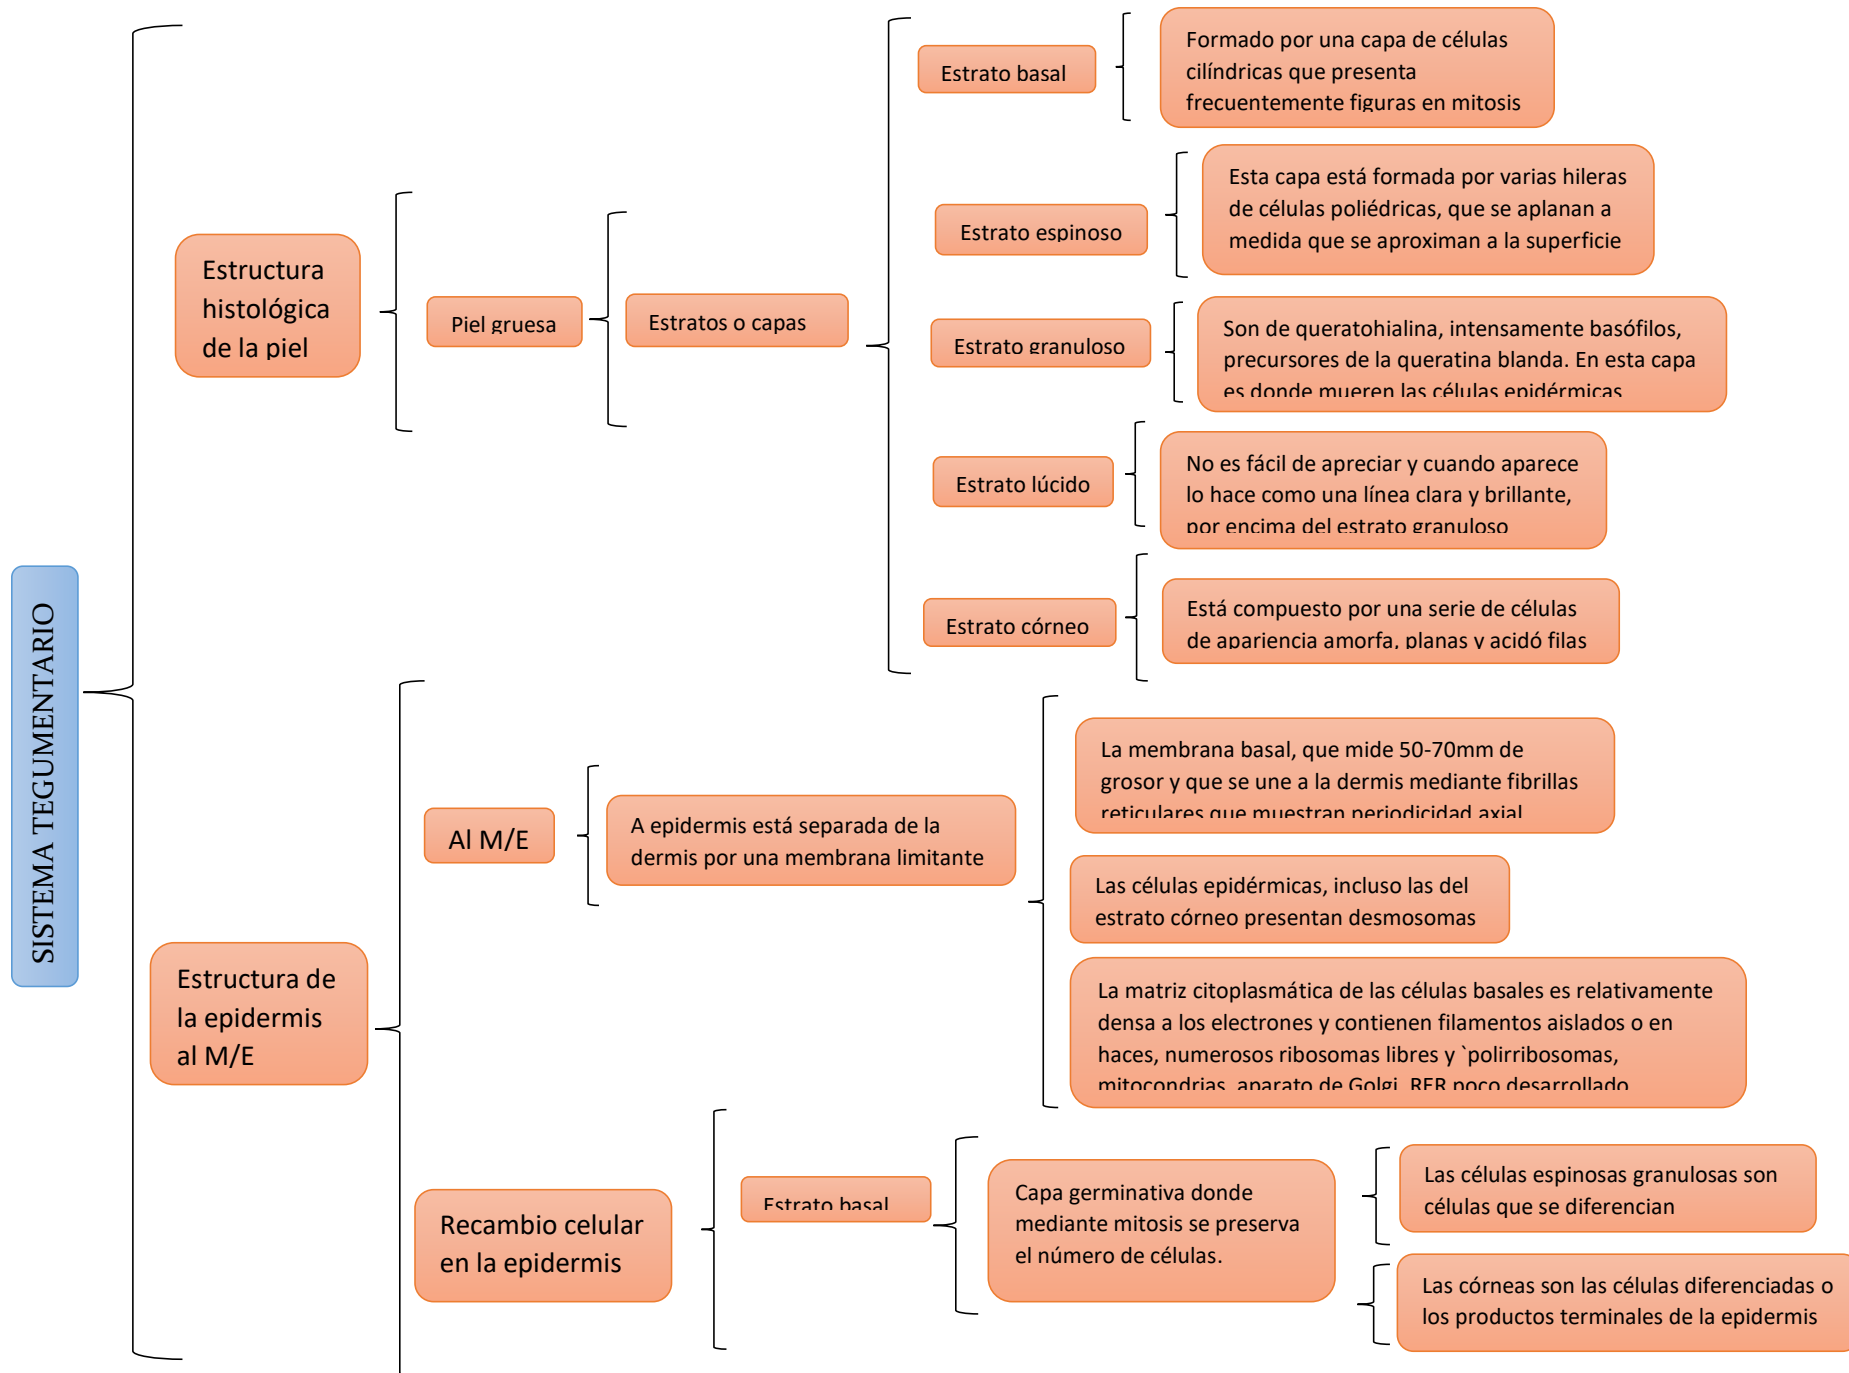 SISTEMA TEGUMENTARIO
Estructura
histológica
de la piel
Piel gruesa
Estratos o capas
Estrato basal
Formado por una capa de células
cilíndricas que presenta
frecuentemente figuras en mitosis
Estrato espinoso
Esta capa está formada por varias hileras
de células poliédricas, que se aplanan a
medida que se aproximan a la superficie
Estrato granuloso
Son de queratohialina, intensamente basófilos,
precursores de la queratina blanda. En esta capa
es donde mueren las células epidérmicas
Estrato lúcido
No es fácil de apreciar y cuando aparece
lo hace como una línea clara y brillante,
por encima del estrato granuloso
Estrato córneo
Está compuesto por una serie de células
de apariencia amorfa, planas y acidó filas
Estructura de
la epidermis
al M/E
Al M/E
A epidermis está separada de la
dermis por una membrana limitante
La membrana basal, que mide 50-70mm de
grosor y que se une a la dermis mediante fibrillas
reticulares que muestran periodicidad axial
Las células epidérmicas, incluso las del
estrato córneo presentan desmosomas
La matriz citoplasmática de las células basales es relativamente
densa a los electrones y contienen filamentos aislados o en
haces, numerosos ribosomas libres y `polirribosomas,
mitocondrias, aparato de Golgi, RER poco desarrollado
Recambio celular
en la epidermis
Estrato basal
Capa germinativa donde
mediante mitosis se preserva
el número de células.
Las células espinosas granulosas son
células que se diferencian
Las córneas son las células diferenciadas o
los productos terminales de la epidermis